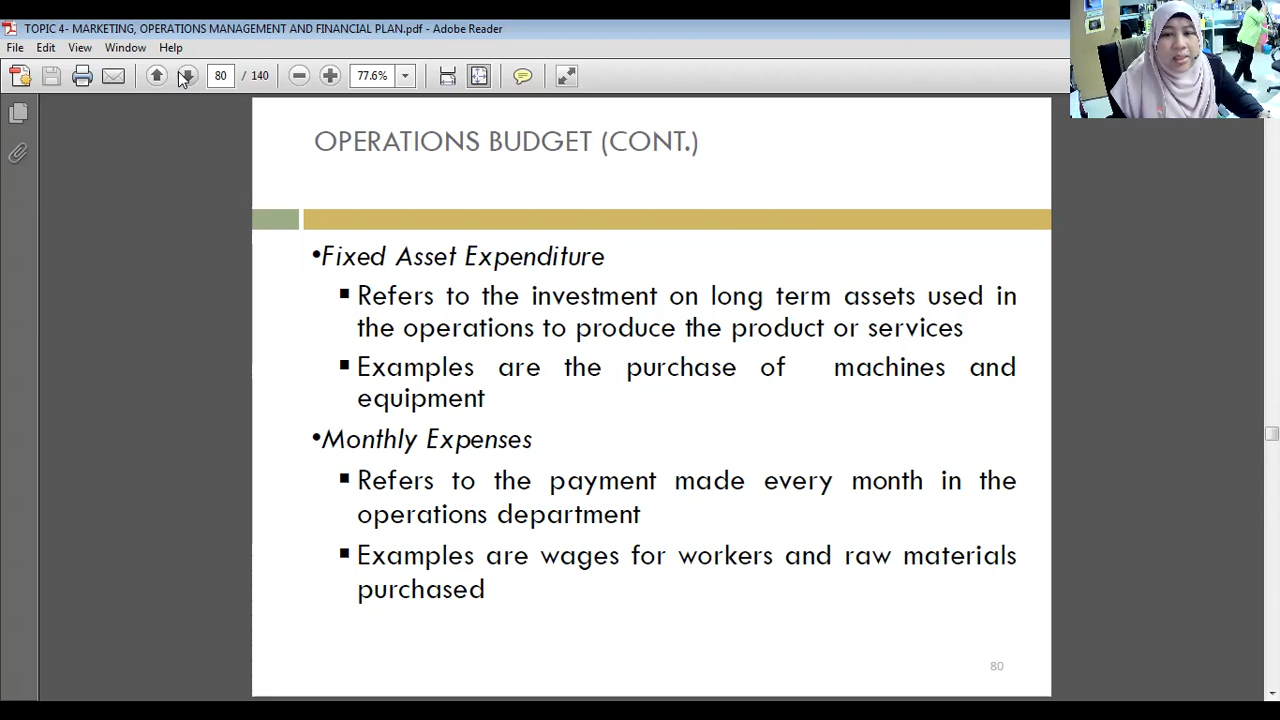 TOPIC 4- MARKETING, OPERATIONS MANAGEMENT AND FINANCIAL PLAN.pdf - Adobe Reader
File Edit View Window Help
80 / 140 77.6%
OPERATIONS BUDGET (CONT.)
•Fixed Asset Expenditure
▪ Refers to the investment on long term assets used in
the operations to produce the product or services
▪ Examples are the purchase of machines and
equipment
•Monthly Expenses
▪ Refers to the payment made every month in the
operations department
▪ Examples are wages for workers and raw materials
purchased
80